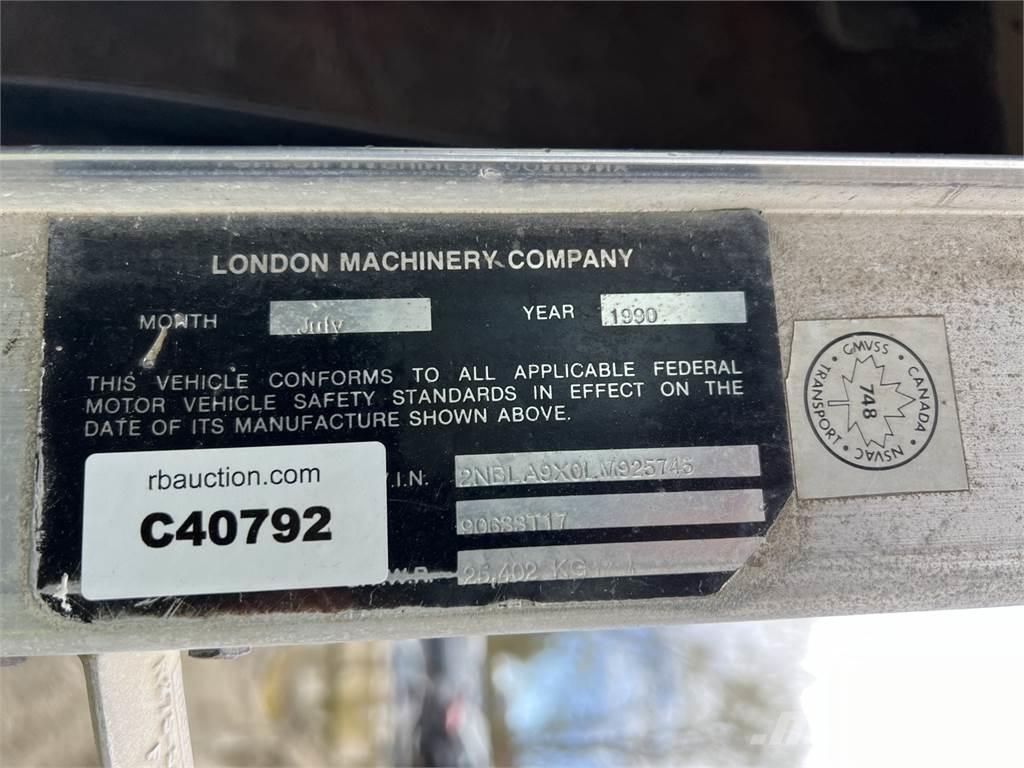 LONDON MACHINERY COMPANY
MONTH July YEAR 1990
THIS VEHICLE CONFORMS TO ALL APPLICABLE FEDERAL
MOTOR VEHICLE SAFETY STANDARDS IN EFFECT ON THE
DATE OF ITS MANUFACTURE SHOWN ABOVE.
V.I.N. 2NBLA9X0LM925745
90688T17
25,402 KG
rbauction.com
C40792
CMVSS • CANADA • NSVAC • TRANSPORT •
748